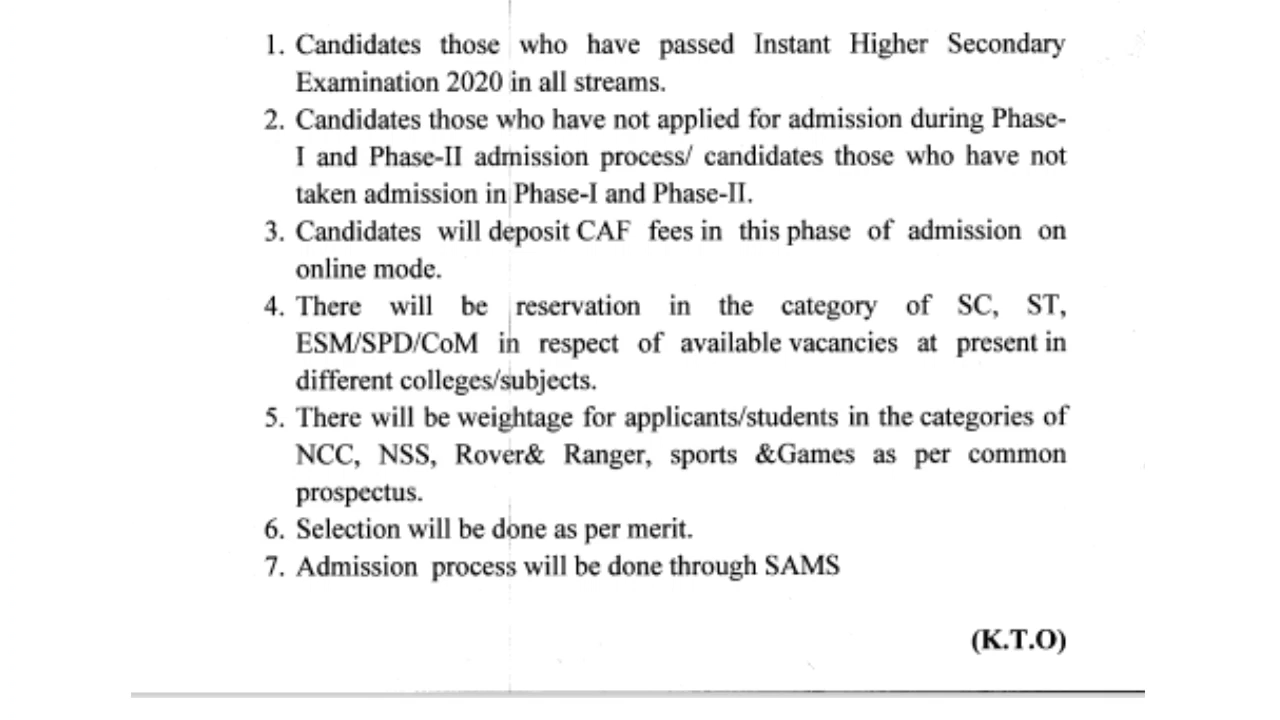 1. Candidates those who have passed Instant Higher Secondary
Examination 2020 in all streams.
2. Candidates those who have not applied for admission during Phase-
I and Phase-II admission process/ candidates those who have not
taken admission in Phase-I and Phase-II.
3. Candidates will deposit CAF fees in this phase of admission on
online mode.
4. There will be reservation in the category of SC, ST,
ESM/SPD/CoM in respect of available vacancies at present in
different colleges/subjects.
5. There will be weightage for applicants/students in the categories of
NCC, NSS, Rover& Ranger, sports &Games as per common
prospectus.
6. Selection will be done as per merit.
7. Admission process will be done through SAMS
(K.T.O)